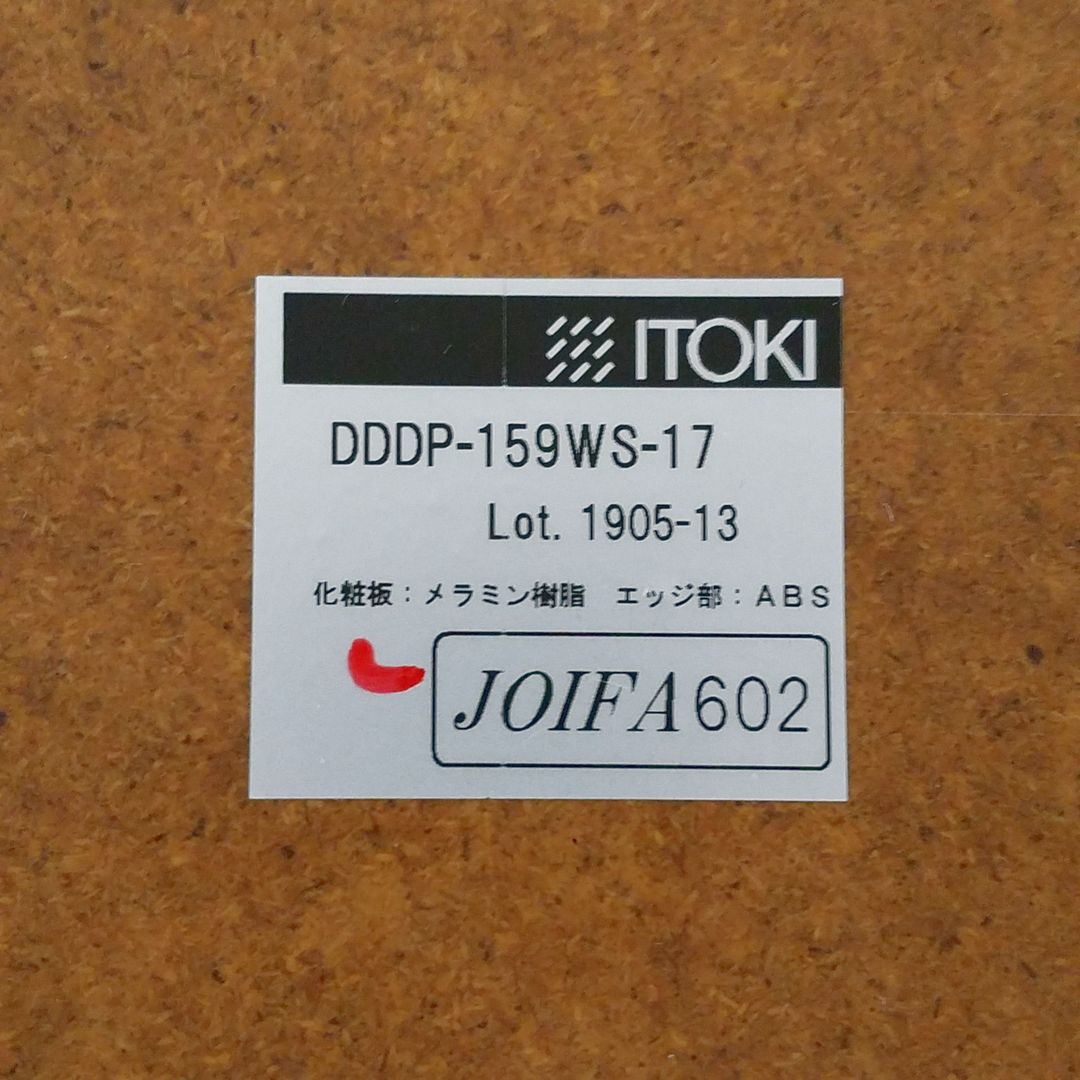 ITOKI
DDDP-159WS-17
Lot. 1905-13
化粧板：メラミン樹脂　エッジ部：ＡＢＳ
JOIFA602